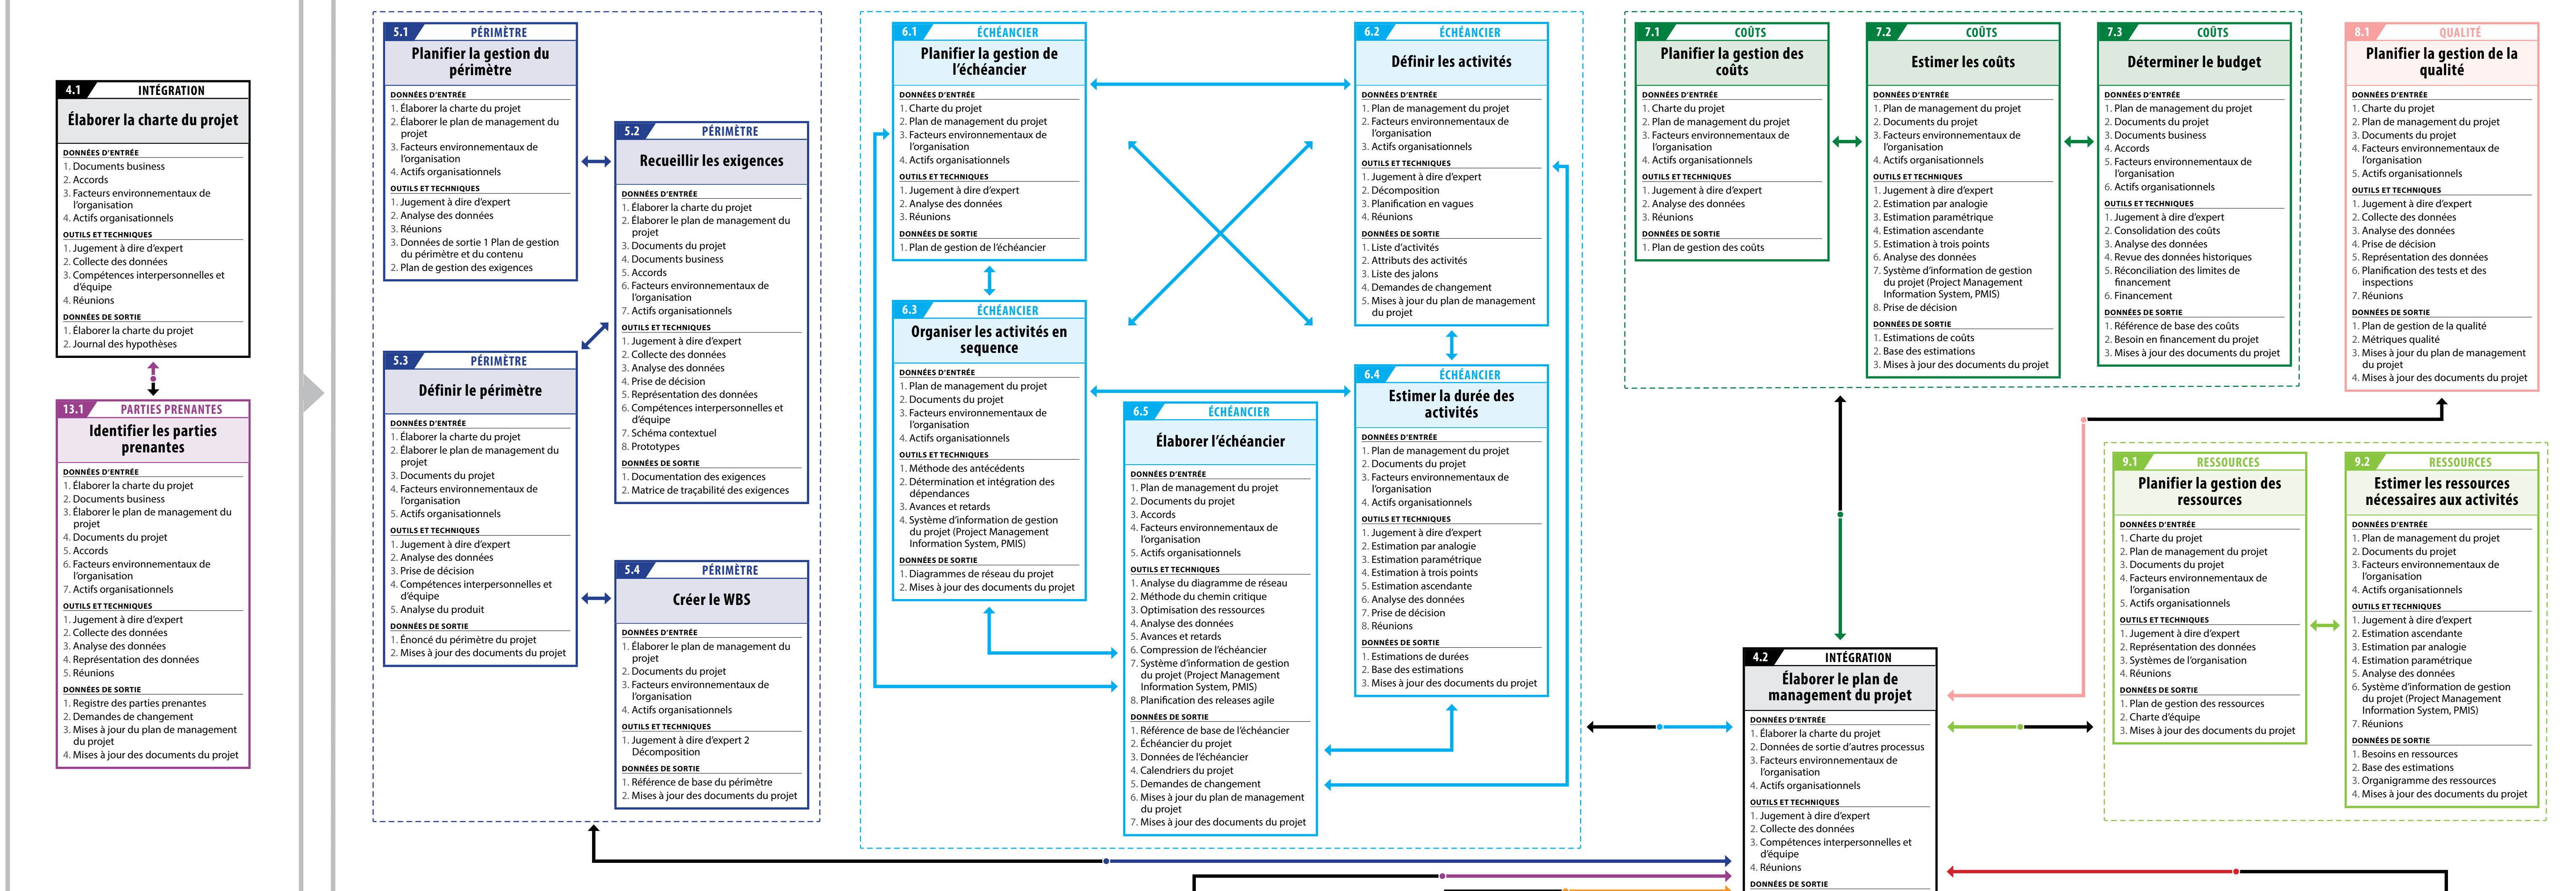 4.1 INTÉGRATION
Élaborer la charte du projet
DONNÉES D'ENTRÉE
1. Documents business
2. Accords
3. Facteurs environnementaux de
l'organisation
4. Actifs organisationnels
OUTILS ET TECHNIQUES
1. Jugement à dire d'expert
2. Collecte des données
3. Compétences interpersonnelles et
d'équipe
4. Réunions
DONNÉES DE SORTIE
1. Élaborer la charte du projet
2. Journal des hypothèses
13.1 PARTIES PRENANTES
Identifier les parties
prenantes
DONNÉES D'ENTRÉE
1. Élaborer la charte du projet
2. Documents business
3. Élaborer le plan de management du
projet
4. Documents du projet
5. Accords
6. Facteurs environnementaux de
l'organisation
7. Actifs organisationnels
OUTILS ET TECHNIQUES
1. Jugement à dire d'expert
2. Collecte des données
3. Analyse des données
4. Représentation des données
5. Réunions
DONNÉES DE SORTIE
1. Registre des parties prenantes
2. Demandes de changement
3. Mises à jour du plan de management
du projet
4. Mises à jour des documents du projet
5.1 PÉRIMÈTRE
Planifier la gestion du
périmètre
DONNÉES D'ENTRÉE
1. Élaborer la charte du projet
2. Élaborer le plan de management du
projet
3. Facteurs environnementaux de
l'organisation
4. Actifs organisationnels
OUTILS ET TECHNIQUES
1. Jugement à dire d'expert
2. Analyse des données
3. Réunions
3. Données de sortie 1 Plan de gestion
du périmètre et du contenu
2. Plan de gestion des exigences
5.2 PÉRIMÈTRE
Recueillir les exigences
DONNÉES D'ENTRÉE
1. Élaborer la charte du projet
2. Élaborer le plan de management du
projet
3. Documents du projet
4. Documents business
5. Accords
6. Facteurs environnementaux de
l'organisation
7. Actifs organisationnels
OUTILS ET TECHNIQUES
1. Jugement à dire d'expert
2. Collecte des données
3. Analyse des données
4. Prise de décision
5. Représentation des données
6. Compétences interpersonnelles et
d'équipe
7. Schéma contextuel
8. Prototypes
DONNÉES DE SORTIE
1. Documentation des exigences
2. Matrice de traçabilité des exigences
5.3 PÉRIMÈTRE
Définir le périmètre
DONNÉES D'ENTRÉE
1. Élaborer la charte du projet
2. Élaborer le plan de management du
projet
3. Documents du projet
4. Facteurs environnementaux de
l'organisation
5. Actifs organisationnels
OUTILS ET TECHNIQUES
1. Jugement à dire d'expert
2. Analyse des données
3. Prise de décision
4. Compétences interpersonnelles et
d'équipe
5. Analyse du produit
DONNÉES DE SORTIE
1. Énoncé du périmètre du projet
2. Mises à jour des documents du projet
5.4 PÉRIMÈTRE
Créer le WBS
DONNÉES D'ENTRÉE
1. Élaborer le plan de management du
projet
2. Documents du projet
3. Facteurs environnementaux de
l'organisation
4. Actifs organisationnels
OUTILS ET TECHNIQUES
1. Jugement à dire d'expert 2
Décomposition
DONNÉES DE SORTIE
1. Référence de base du périmètre
2. Mises à jour des documents du projet
6.1 ÉCHÉANCIER
Planifier la gestion de
l'échéancier
DONNÉES D'ENTRÉE
1. Charte du projet
2. Plan de management du projet
3. Facteurs environnementaux de
l'organisation
4. Actifs organisationnels
OUTILS ET TECHNIQUES
1. Jugement à dire d'expert
2. Analyse des données
3. Réunions
DONNÉES DE SORTIE
1. Plan de gestion de l'échéancier
6.2 ÉCHÉANCIER
Définir les activités
DONNÉES D'ENTRÉE
1. Plan de management du projet
2. Facteurs environnementaux de
l'organisation
3. Actifs organisationnels
OUTILS ET TECHNIQUES
1. Jugement à dire d'expert
2. Décomposition
3. Planification en vagues
4. Réunions
DONNÉES DE SORTIE
1. Liste d'activités
2. Attributs des activités
3. Liste des jalons
4. Demandes de changement
5. Mises à jour du plan de management
du projet
6.3 ÉCHÉANCIER
Organiser les activités en
sequence
DONNÉES D'ENTRÉE
1. Plan de management du projet
2. Documents du projet
3. Facteurs environnementaux de
l'organisation
4. Actifs organisationnels
OUTILS ET TECHNIQUES
1. Méthode des antécédents
2. Détermination et intégration des
dépendances
3. Avances et retards
4. Système d'information de gestion
du projet (Project Management
Information System, PMIS)
DONNÉES DE SORTIE
1. Diagrammes de réseau du projet
2. Mises à jour des documents du projet
6.4 ÉCHÉANCIER
Estimer la durée des
activités
DONNÉES D'ENTRÉE
1. Plan de management du projet
2. Documents du projet
3. Facteurs environnementaux de
l'organisation
4. Actifs organisationnels
OUTILS ET TECHNIQUES
1. Jugement à dire d'expert
2. Estimation par analogie
3. Estimation paramétrique
4. Estimation à trois points
5. Estimation ascendante
6. Analyse des données
7. Prise de décision
8. Réunions
DONNÉES DE SORTIE
1. Estimations de durées
2. Base des estimations
3. Mises à jour des documents du projet
6.5 ÉCHÉANCIER
Élaborer l'échéancier
DONNÉES D'ENTRÉE
1. Plan de management du projet
2. Documents du projet
3. Accords
4. Facteurs environnementaux de
l'organisation
5. Actifs organisationnels
OUTILS ET TECHNIQUES
1. Analyse du diagramme de réseau
2. Méthode du chemin critique
3. Optimisation des ressources
4. Analyse des données
5. Avances et retards
6. Compression de l'échéancier
7. Système d'information de gestion
du projet (Project Management
Information System, PMIS)
8. Planification des releases agile
DONNÉES DE SORTIE
1. Référence de base de l'échéancier
2. Échéancier du projet
3. Données de l'échéancier
4. Calendriers du projet
5. Demandes de changement
6. Mises à jour du plan de management
du projet
7. Mises à jour des documents du projet
7.1 COÛTS
Planifier la gestion des
coûts
DONNÉES D'ENTRÉE
1. Charte du projet
2. Plan de management du projet
3. Facteurs environnementaux de
l'organisation
4. Actifs organisationnels
OUTILS ET TECHNIQUES
1. Jugement à dire d'expert
2. Analyse des données
3. Réunions
DONNÉES DE SORTIE
1. Plan de gestion des coûts
7.2 COÛTS
Estimer les coûts
DONNÉES D'ENTRÉE
1. Plan de management du projet
2. Documents du projet
3. Facteurs environnementaux de
l'organisation
4. Actifs organisationnels
OUTILS ET TECHNIQUES
1. Jugement à dire d'expert
2. Estimation par analogie
3. Estimation paramétrique
4. Estimation ascendante
5. Estimation à trois points
6. Analyse des données
7. Système d'information de gestion
du projet (Project Management
Information System, PMIS)
8. Prise de décision
DONNÉES DE SORTIE
1. Estimations de coûts
2. Base des estimations
3. Mises à jour des documents du projet
7.3 COÛTS
Déterminer le budget
DONNÉES D'ENTRÉE
1. Plan de management du projet
2. Documents du projet
3. Documents business
4. Accords
5. Facteurs environnementaux de
l'organisation
6. Actifs organisationnels
OUTILS ET TECHNIQUES
1. Jugement à dire d'expert
2. Consolidation des coûts
3. Analyse des données
4. Revue des données historiques
5. Réconciliation des limites de
financement
6. Financement
DONNÉES DE SORTIE
1. Référence de base des coûts
2. Besoin en financement du projet
3. Mises à jour des documents du projet
8.1 QUALITÉ
Planifier la gestion de la
qualité
DONNÉES D'ENTRÉE
1. Charte du projet
2. Plan de management du projet
3. Documents du projet
4. Facteurs environnementaux de
l'organisation
5. Actifs organisationnels
OUTILS ET TECHNIQUES
1. Jugement à dire d'expert
2. Collecte des données
3. Analyse des données
4. Prise de décision
5. Représentation des données
6. Planification des tests et des
inspections
7. Réunions
DONNÉES DE SORTIE
1. Plan de gestion de la qualité
2. Métriques qualité
3. Mises à jour du plan de management
du projet
4. Mises à jour des documents du projet
4.2 INTÉGRATION
Élaborer le plan de
management du projet
DONNÉES D'ENTRÉE
1. Élaborer la charte du projet
2. Données de sortie d'autres processus
3. Facteurs environnementaux de
l'organisation
4. Actifs organisationnels
OUTILS ET TECHNIQUES
1. Jugement à dire d'expert
2. Collecte des données
3. Compétences interpersonnelles et
d'équipe
4. Réunions
DONNÉES DE SORTIE
9.1 RESSOURCES
Planifier la gestion des
ressources
DONNÉES D'ENTRÉE
1. Charte du projet
2. Plan de management du projet
3. Documents du projet
4. Facteurs environnementaux de
l'organisation
5. Actifs organisationnels
OUTILS ET TECHNIQUES
1. Jugement à dire d'expert
2. Représentation des données
3. Systèmes de l'organisation
4. Réunions
DONNÉES DE SORTIE
1. Plan de gestion des ressources
2. Charte d'équipe
3. Mises à jour des documents du projet
9.2 RESSOURCES
Estimer les ressources
nécessaires aux activités
DONNÉES D'ENTRÉE
1. Plan de management du projet
2. Documents du projet
3. Facteurs environnementaux de
l'organisation
4. Actifs organisationnels
OUTILS ET TECHNIQUES
1. Jugement à dire d'expert
2. Estimation ascendante
3. Estimation par analogie
4. Estimation paramétrique
5. Analyse des données
6. Système d'information de gestion
du projet (Project Management
Information System, PMIS)
7. Réunions
DONNÉES DE SORTIE
1. Besoins en ressources
2. Base des estimations
3. Organigramme des ressources
4. Mises à jour des documents du projet